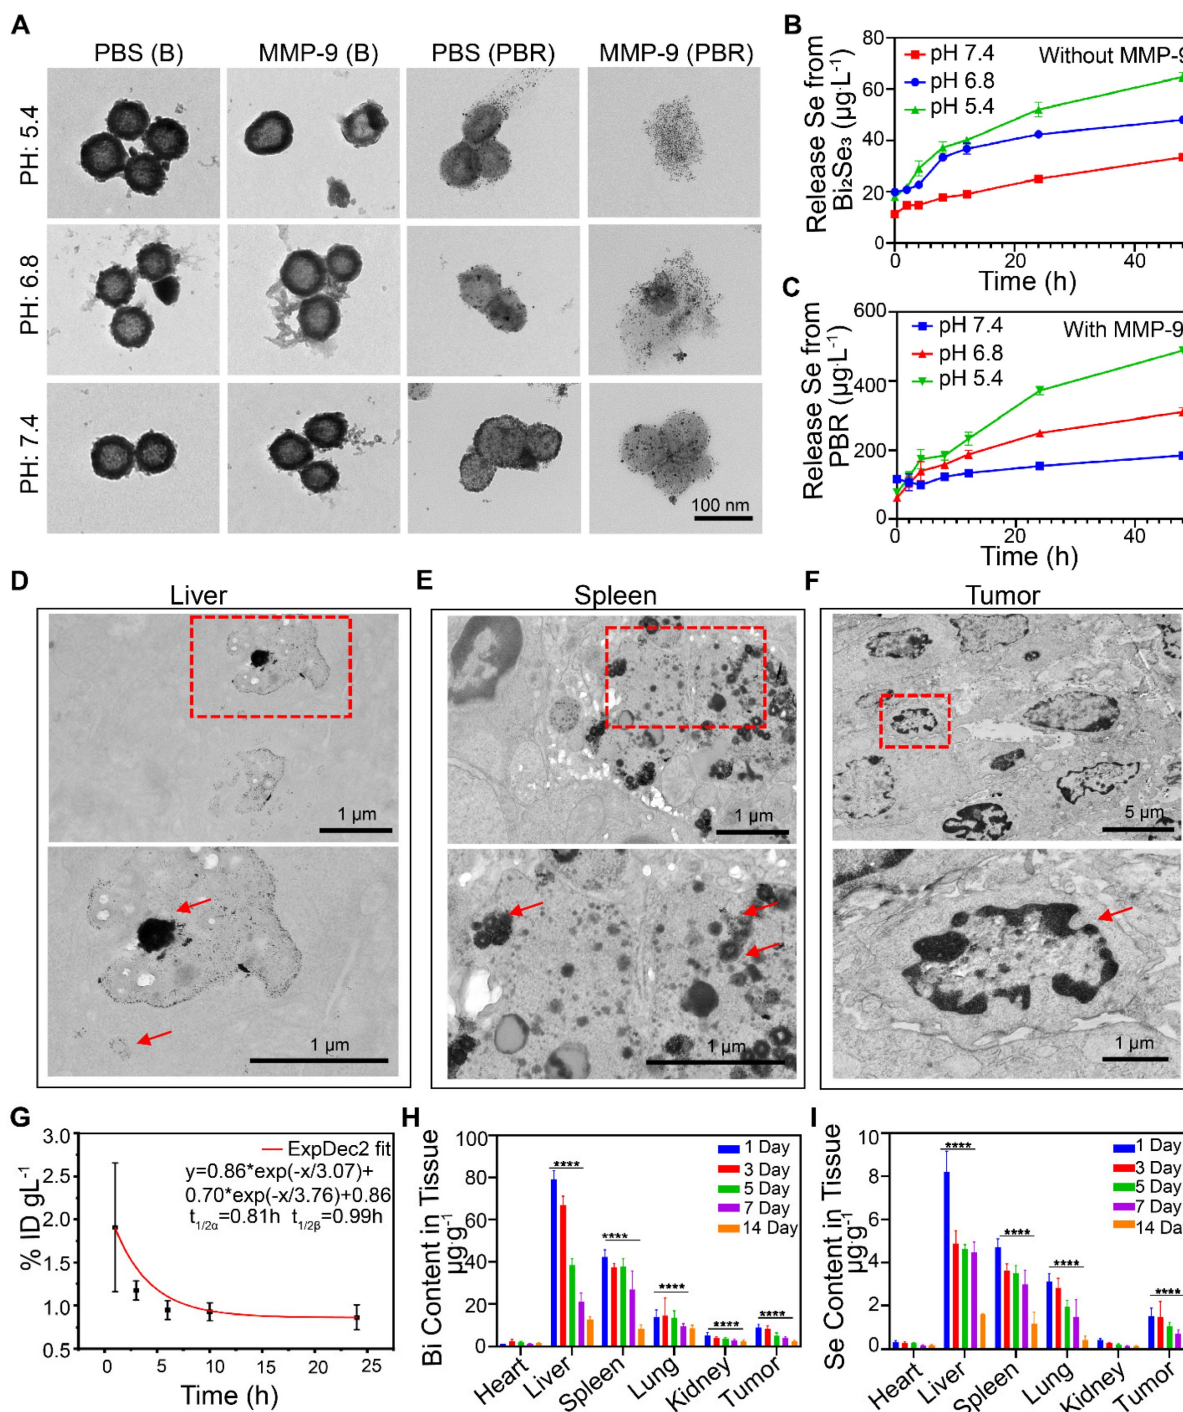 A
PBS (B)
MMP-9 (B)
PBS (PBR)
MMP-9 (PBR)
PH: 5.4
PH: 6.8
PH: 7.4
100 nm
B
Release Se from
Bi₂Se₃ (µg·L⁻¹)
80
60
40
20
0
pH 7.4
pH 6.8
pH 5.4
Without MMP-9
0
20
40
Time (h)
C
Release Se from
PBR (µg·L⁻¹)
600
400
200
0
pH 7.4
pH 6.8
pH 5.4
With MMP-9
0
20
40
Time (h)
D
Liver
1 µm
1 µm
E
Spleen
1 µm
1 µm
F
Tumor
5 µm
1 µm
G
% ID gL⁻¹
3.0
2.5
2.0
1.5
1.0
0.5
ExpDec2 fit
y=0.86*exp(-x/3.07)+
0.70*exp(-x/3.76)+0.86
t1/2α=0.81h t1/2β=0.99h
0
5
10
15
20
25
Time (h)
H
Bi Content in Tissue
µg·g⁻¹
100
80
60
40
20
0
****
****
****
****
****
1 Day
3 Day
5 Day
7 Day
14 Day
Heart
Liver
Spleen
Lung
Kidney
Tumor
I
Se Content in Tissue
µg·g⁻¹
10
8
6
4
2
0
****
****
****
****
1 Day
3 Day
5 Day
7 Day
14 Day
Heart
Liver
Spleen
Lung
Kidney
Tumor